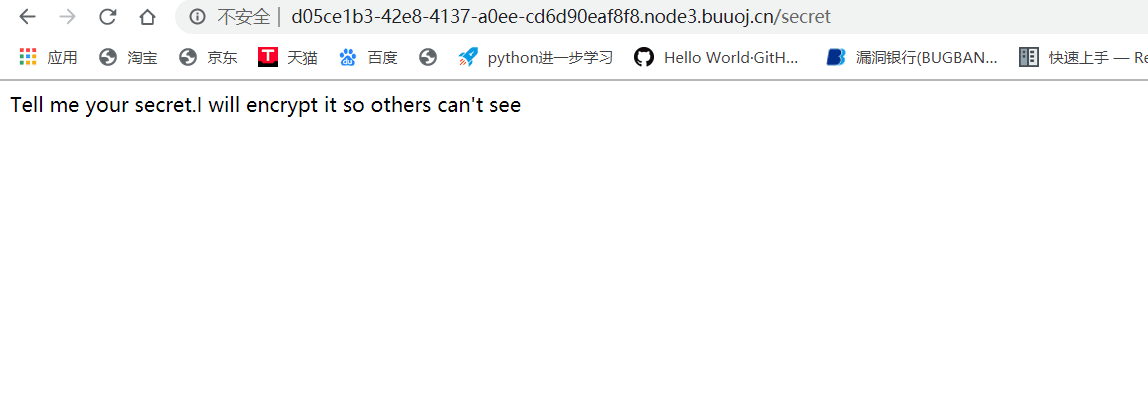 不安全 | d05ce1b3-42e8-4137-a0ee-cd6d90eaf8f8.node3.buuoj.cn/secret
应用 淘宝 京东 T 天猫 百度 python进一步学习 Hello World·GitH... 漏洞银行(BUGBAN... 快速上手 — Re
Tell me your secret.I will encrypt it so others can't see